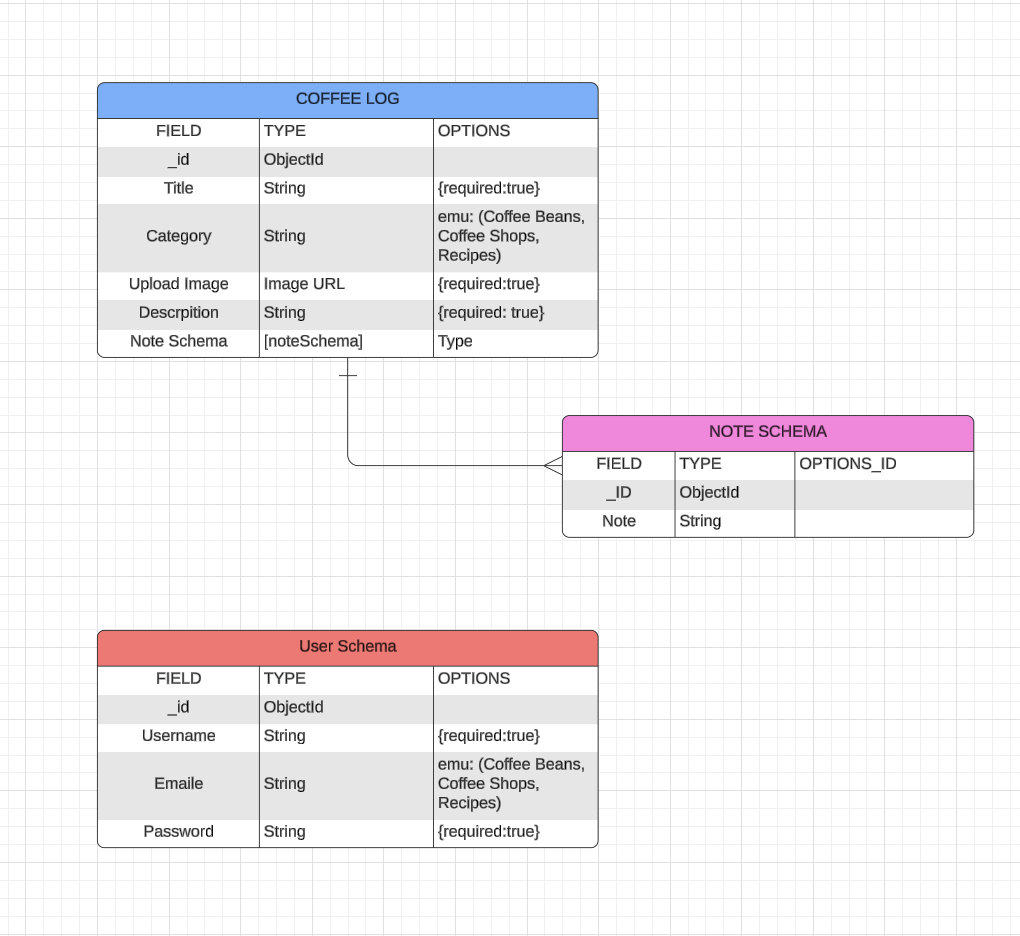 COFFEE LOG
FIELD TYPE OPTIONS
_id ObjectId
Title String {required:true}
Category String emu: (Coffee Beans,
Coffee Shops,
Recipes)
Upload Image Image URL {required:true}
Descrpition String {required: true}
Note Schema [noteSchema] Type
NOTE SCHEMA
FIELD TYPE OPTIONS_ID
_ID ObjectId
Note String
User Schema
FIELD TYPE OPTIONS
_id ObjectId
Username String {required:true}
Emaile String emu: (Coffee Beans,
Coffee Shops,
Recipes)
Password String {required:true}